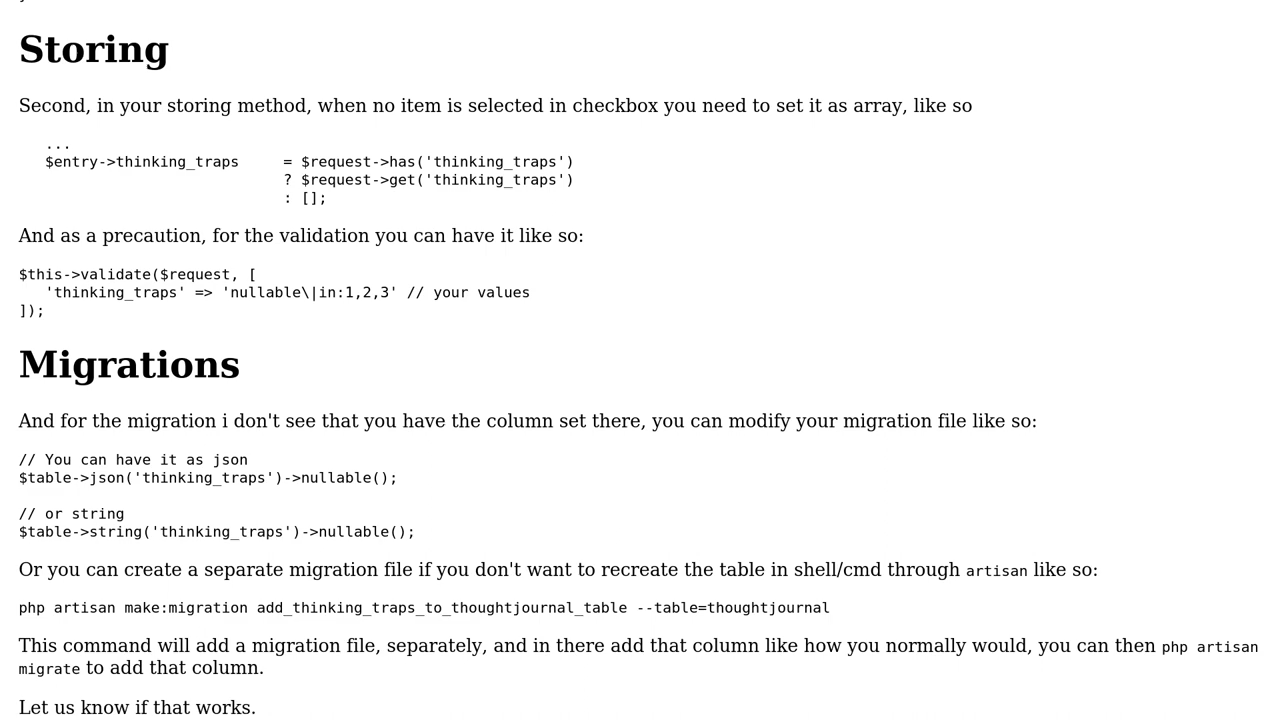 Storing
Second, in your storing method, when no item is selected in checkbox you need to set it as array, like so
...
$entry->thinking_traps     = $request->has('thinking_traps')
? $request->get('thinking_traps')
: [];
And as a precaution, for the validation you can have it like so:
$this->validate($request, [
'thinking_traps' => 'nullable\|in:1,2,3' // your values
]);
Migrations
And for the migration i don't see that you have the column set there, you can modify your migration file like so:
// You can have it as json
$table->json('thinking_traps')->nullable();
// or string
$table->string('thinking_traps')->nullable();
Or you can create a separate migration file if you don't want to recreate the table in shell/cmd through artisan like so:
php artisan make:migration add_thinking_traps_to_thoughtjournal_table --table=thoughtjournal
This command will add a migration file, separately, and in there add that column like how you normally would, you can then php artisan
migrate to add that column.
Let us know if that works.